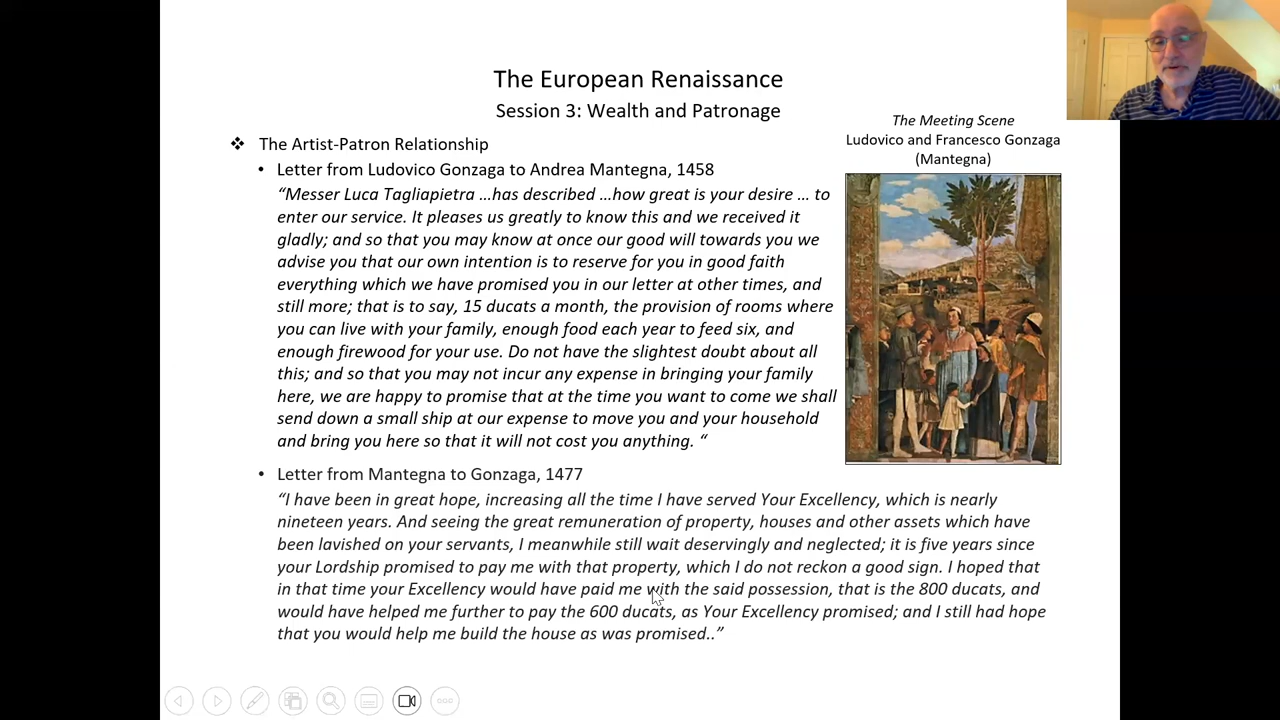 The European Renaissance
Session 3: Wealth and Patronage
The Meeting Scene
Ludovico and Francesco Gonzaga
(Mantegna)
❖ The Artist-Patron Relationship
• Letter from Ludovico Gonzaga to Andrea Mantegna, 1458
“Messer Luca Tagliapietra …has described …how great is your desire … to
enter our service. It pleases us greatly to know this and we received it
gladly; and so that you may know at once our good will towards you we
advise you that our own intention is to reserve for you in good faith
everything which we have promised you in our letter at other times, and
still more; that is to say, 15 ducats a month, the provision of rooms where
you can live with your family, enough food each year to feed six, and
enough firewood for your use. Do not have the slightest doubt about all
this; and so that you may not incur any expense in bringing your family
here, we are happy to promise that at the time you want to come we shall
send down a small ship at our expense to move you and your household
and bring you here so that it will not cost you anything. “
• Letter from Mantegna to Gonzaga, 1477
“I have been in great hope, increasing all the time I have served Your Excellency, which is nearly
nineteen years. And seeing the great remuneration of property, houses and other assets which have
been lavished on your servants, I meanwhile still wait deservingly and neglected; it is five years since
your Lordship promised to pay me with that property, which I do not reckon a good sign. I hoped that
in that time your Excellency would have paid me with the said possession, that is the 800 ducats, and
would have helped me further to pay the 600 ducats, as Your Excellency promised; and I still had hope
that you would help me build the house as was promised..”